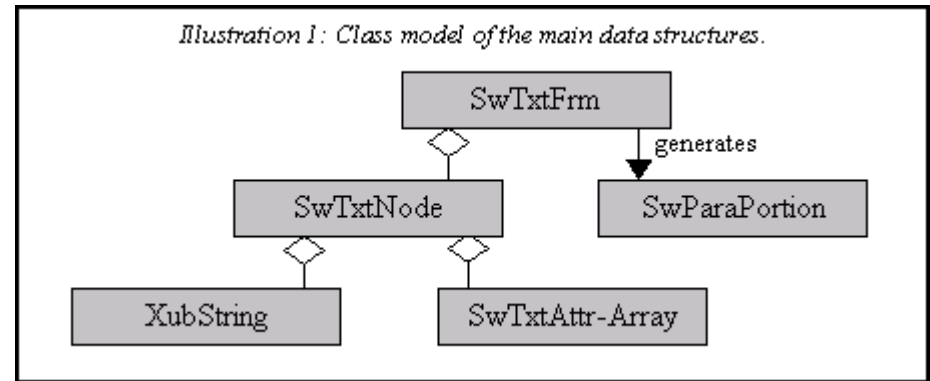 Illustration 1: Class model of the main data structures.
SwTxtFrm
generates
SwTxtNode
SwParaPortion
XubString
SwTxtAttr-Array